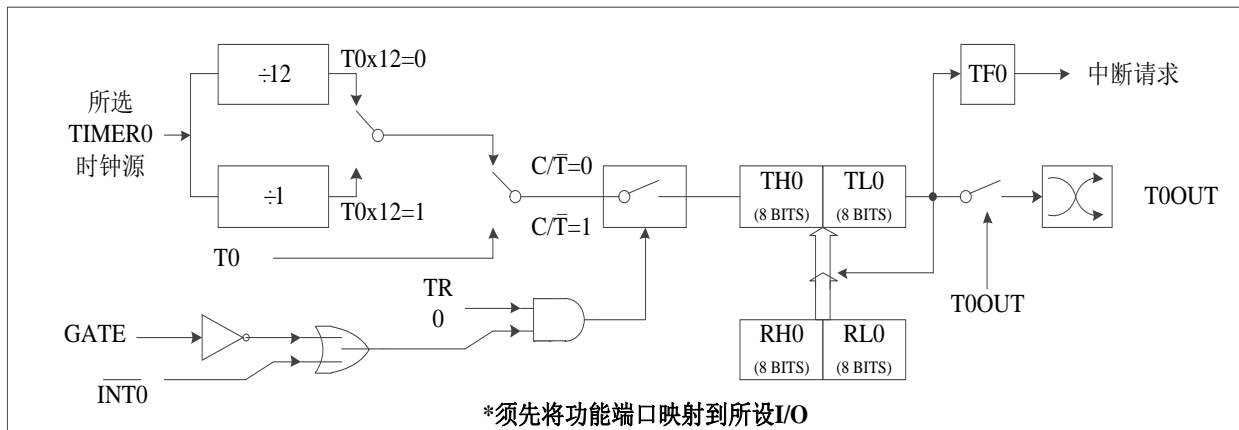 ÷12
T0x12=0
所选
TIMER0
时钟源
÷1
T0x12=1
T0
C/T̅=0
C/T̅=1
TH0
(8 BITS)
TL0
(8 BITS)
TF0
中断请求
T0OUT
T0OUT
TR
0
GATE
I̅N̅T̅0̅
RH0
(8 BITS)
RL0
(8 BITS)
*须先将功能端口映射到所设I/O